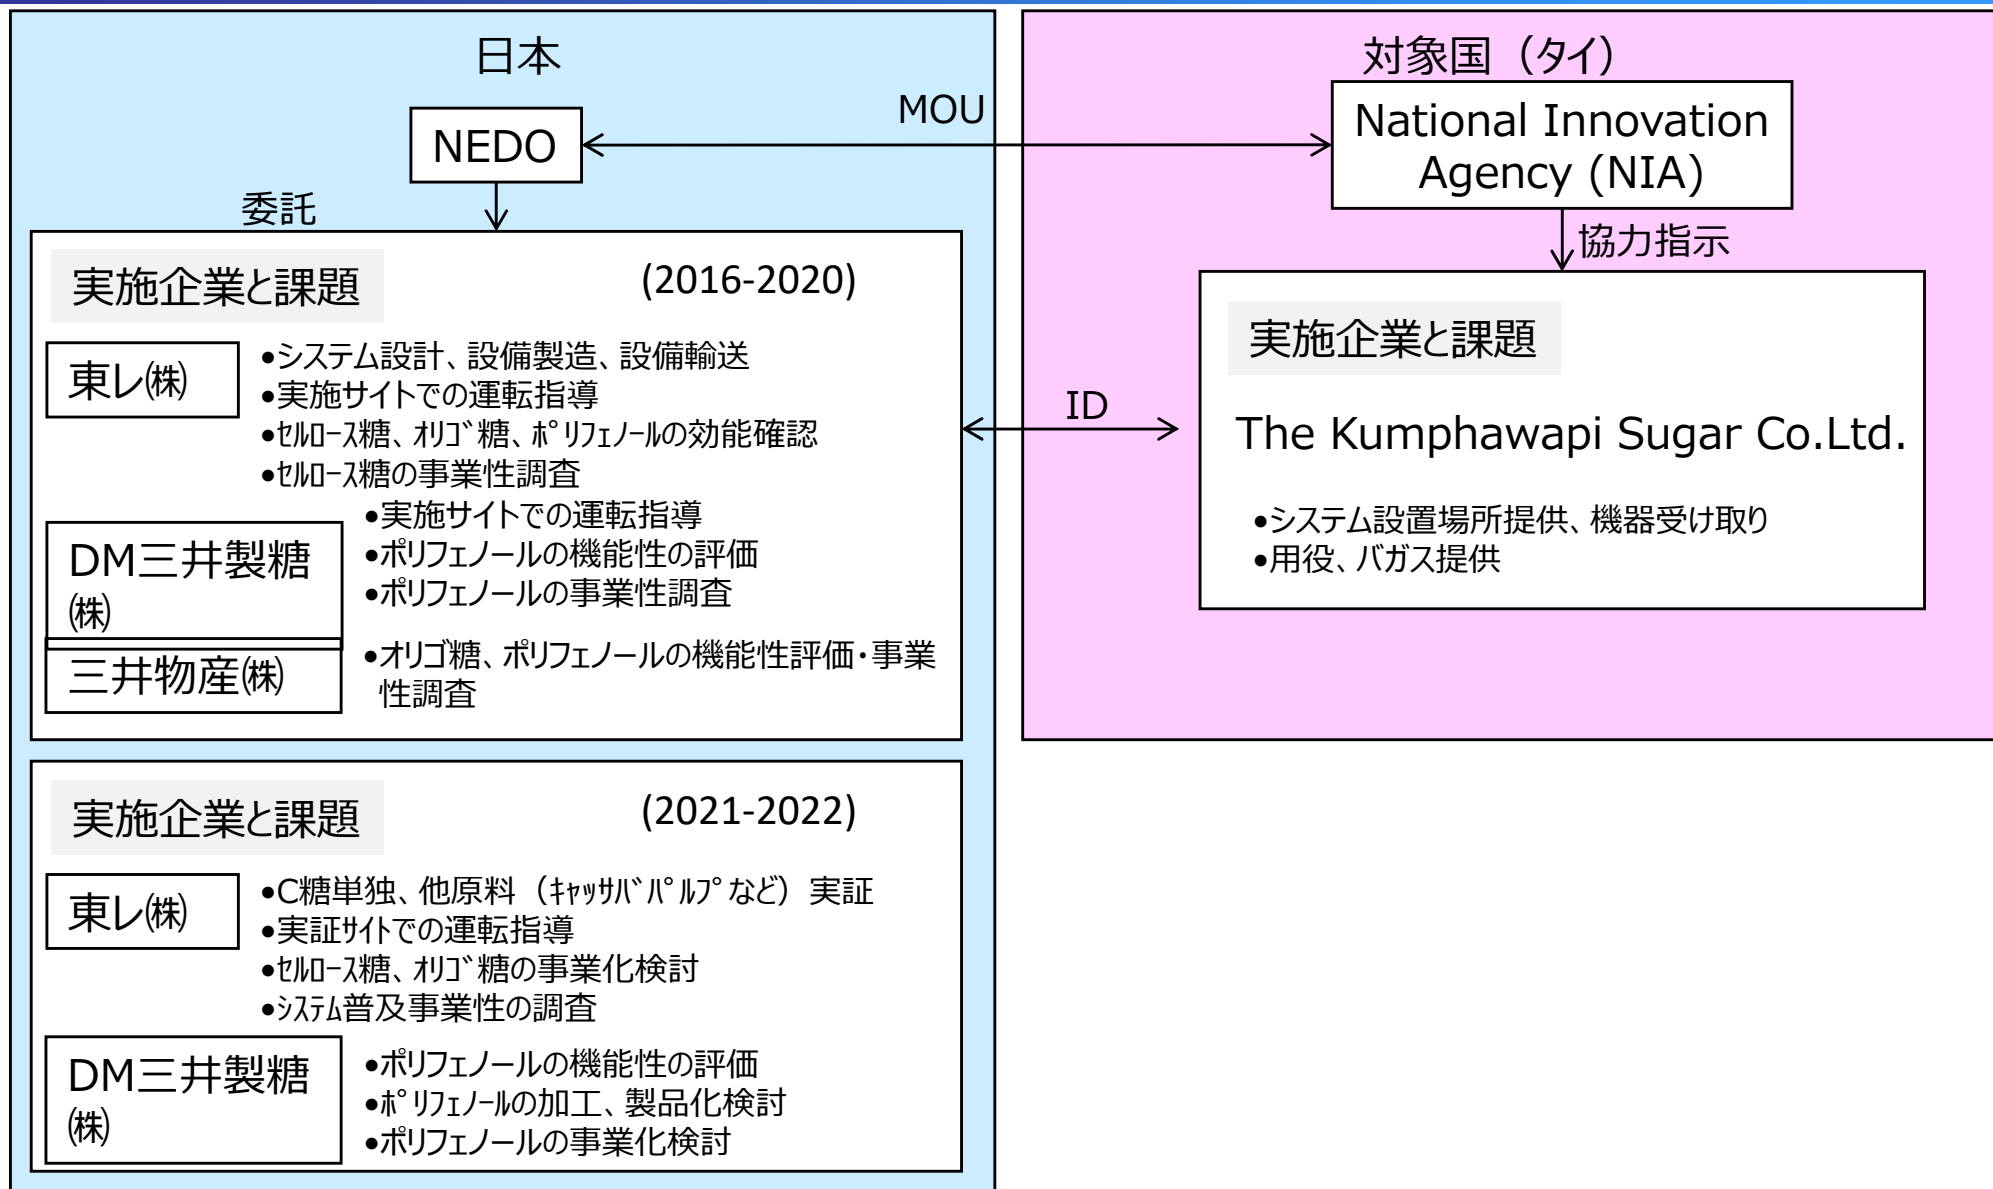 日本
NEDO
委託
MOU
実施企業と課題
(2016-2020)
東レ㈱
●システム設計、設備製造、設備輸送
●実施サイトでの運転指導
●ｾﾙﾛｰｽ糖、ｵﾘｺﾞ糖、ﾎﾟﾘﾌｪﾉｰﾙの効能確認
●ｾﾙﾛｰｽ糖の事業性調査
DM三井製糖
㈱
●実施サイトでの運転指導
●ポリフェノールの機能性の評価
●ポリフェノールの事業性調査
三井物産㈱
●オリゴ糖、ポリフェノールの機能性評価・事業
性調査
実施企業と課題
(2021-2022)
東レ㈱
●C糖単独、他原料（ｷｬｯｻﾊﾞﾊﾟﾙﾌﾟなど）実証
●実証ｻｲﾄでの運転指導
●ｾﾙﾛｰｽ糖、ｵﾘｺﾞ糖の事業化検討
●ｼｽﾃﾑ普及事業性の調査
DM三井製糖
㈱
●ポリフェノールの機能性の評価
●ﾎﾟﾘﾌｪﾉｰﾙの加工、製品化検討
●ポリフェノールの事業化検討
対象国（タイ）
National Innovation
Agency (NIA)
協力指示
ID
実施企業と課題
The Kumphawapi Sugar Co.Ltd.
●システム設置場所提供、機器受け取り
●用役、バガス提供